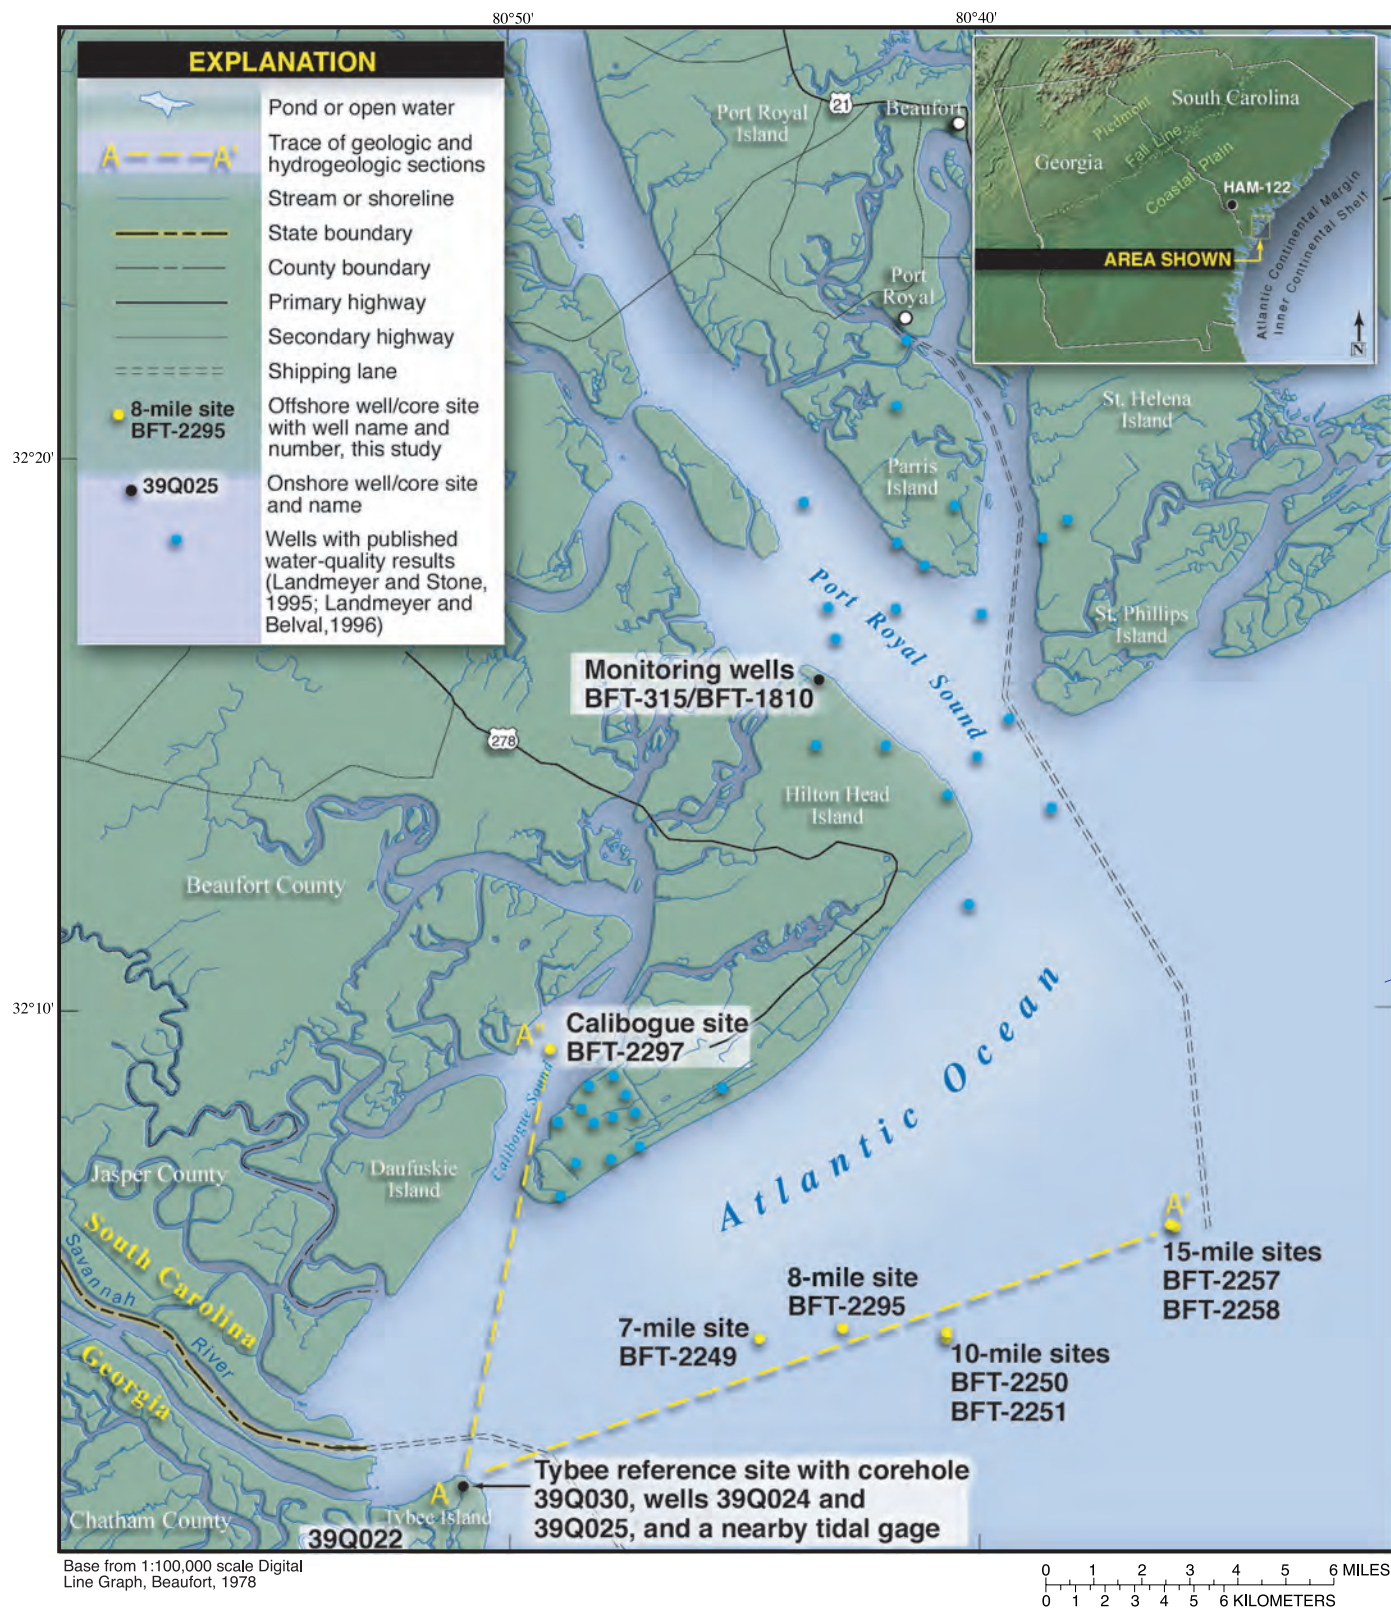 80°50'
80°40'
EXPLANATION
Pond or open water
A A'
Trace of geologic and
hydrogeologic sections
Stream or shoreline
State boundary
County boundary
Primary highway
Secondary highway
Shipping lane
8-mile site
BFT-2295
Offshore well/core site
with well name and
number, this study
39Q025
Onshore well/core site
and name
Wells with published
water-quality results
(Landmeyer and Stone,
1995; Landmeyer and
Belval,1996)
South Carolina
Piedmont
Fall Line
Georgia
Coastal Plain
HAM-122
AREA SHOWN
Atlantic Continental Margin
Inner Continental Shelf
N
21
Beaufort
Port Royal
Island
Port
Royal
32°20'
St. Helena
Island
Parris
Island
Port Royal Sound
St. Phillips
Island
Monitoring wells
BFT-315/BFT-1810
278
Hilton Head
Island
Beaufort County
32°10'
A"
Calibogue site
BFT-2297
Calibogue Sound
Atlantic Ocean
Jasper County
Daufuskie
Island
South Carolina
Savannah
River
Georgia
A'
15-mile sites
BFT-2257
BFT-2258
8-mile site
BFT-2295
7-mile site
BFT-2249
10-mile sites
BFT-2250
BFT-2251
A
Tybee reference site with corehole
39Q030, wells 39Q024 and
39Q025, and a nearby tidal gage
Tybee Island
Chatham County
39Q022
Base from 1:100,000 scale Digital
Line Graph, Beaufort, 1978
0 1 2 3 4 5 6 MILES
0 1 2 3 4 5 6 KILOMETERS